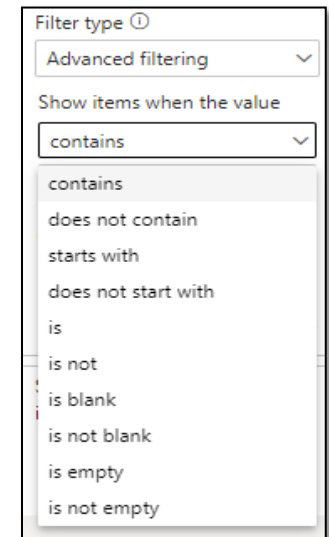 Filter type ⓘ
Advanced filtering
Show items when the value
contains
contains
does not contain
starts with
does not start with
is
is not
is blank
is not blank
is empty
is not empty